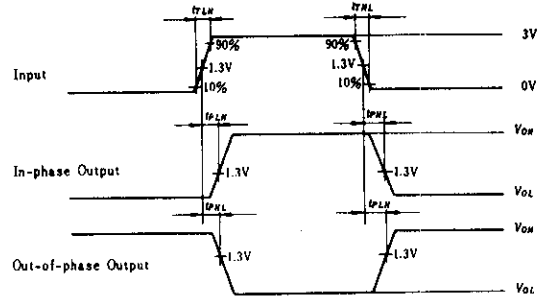 tTLH tTHL
90% 90% 3V
Input 1.3V 1.3V
10% 10% 0V
tPLH tPHL VOH
In-phase Output 1.3V 1.3V
VOL
tPHL tPLH VOH
Out-of-phase Output 1.3V 1.3V
VOL